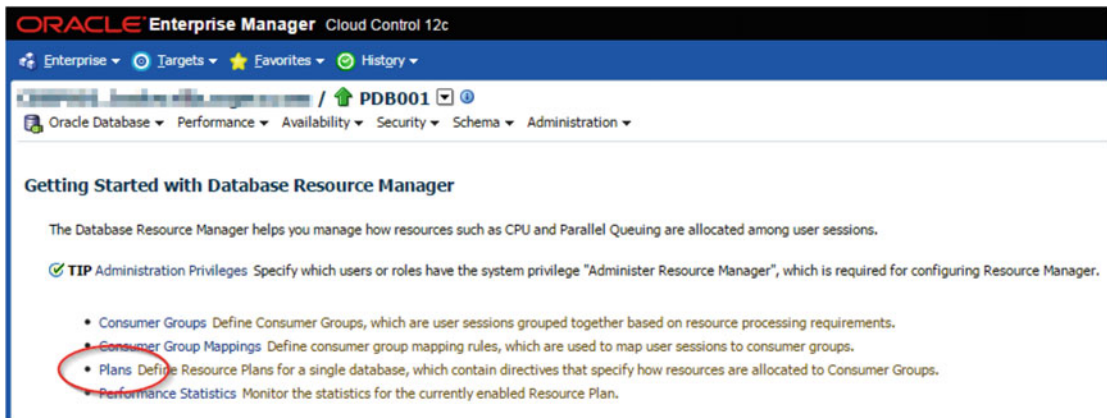 ORACLE Enterprise Manager Cloud Control 12c
Enterprise Targets Favorites History
/ PDB001
Oracle Database Performance Availability Security Schema Administration
Getting Started with Database Resource Manager
The Database Resource Manager helps you manage how resources such as CPU and Parallel Queuing are allocated among user sessions.
TIP Administration Privileges Specify which users or roles have the system privilege "Administer Resource Manager", which is required for configuring Resource Manager.
• Consumer Groups Define Consumer Groups, which are user sessions grouped together based on resource processing requirements.
• Consumer Group Mappings Define consumer group mapping rules, which are used to map user sessions to consumer groups.
• Plans Define Resource Plans for a single database, which contain directives that specify how resources are allocated to Consumer Groups.
• Performance Statistics Monitor the statistics for the currently enabled Resource Plan.